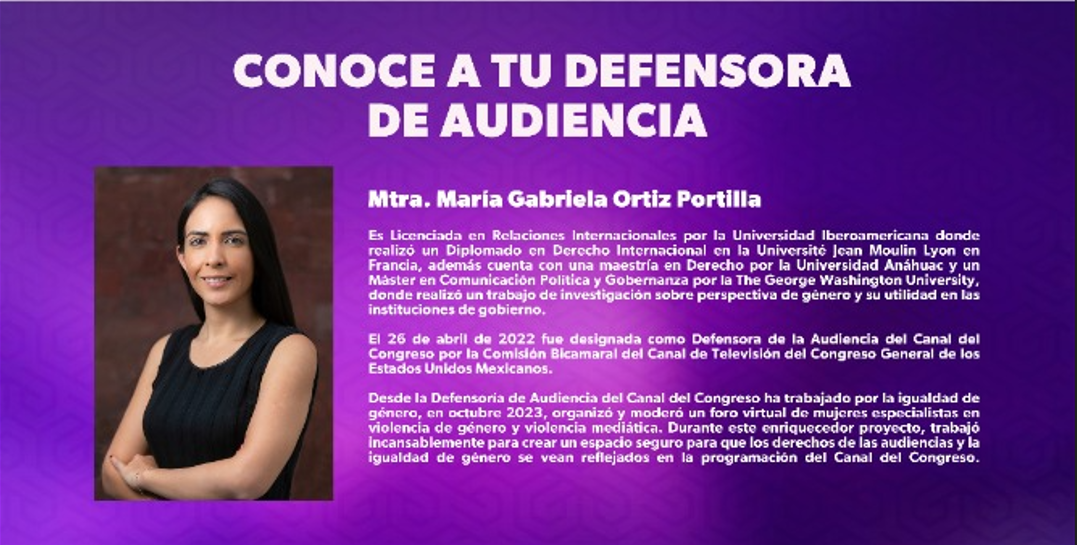 CONOCE A TU DEFENSORA
DE AUDIENCIA
Mtra. María Gabriela Ortiz Portilla
Es Licenciada en Relaciones Internacionales por la Universidad Iberoamericana donde
realizó un Diplomado en Derecho Internacional en la Université Jean Moulin Lyon en
Francia, además cuenta con una maestría en Derecho por la Universidad Anáhuac y un
Máster en Comunicación Política y Gobernanza por la The George Washington University,
donde realizó un trabajo de investigación sobre perspectiva de género y su utilidad en las
instituciones de gobierno.
El 26 de abril de 2022 fue designada como Defensora de la Audiencia del Canal del
Congreso por la Comisión Bicamaral del Canal de Televisión del Congreso General de los
Estados Unidos Mexicanos.
Desde la Defensoría de Audiencia del Canal del Congreso ha trabajado por la igualdad de
género, en octubre 2023, organizó y moderó un foro virtual de mujeres especialistas en
violencia de género y violencia mediática. Durante este enriquecedor proyecto, trabajó
incansablemente para crear un espacio seguro para que los derechos de las audiencias y la
igualdad de género se vean reflejados en la programación del Canal del Congreso.